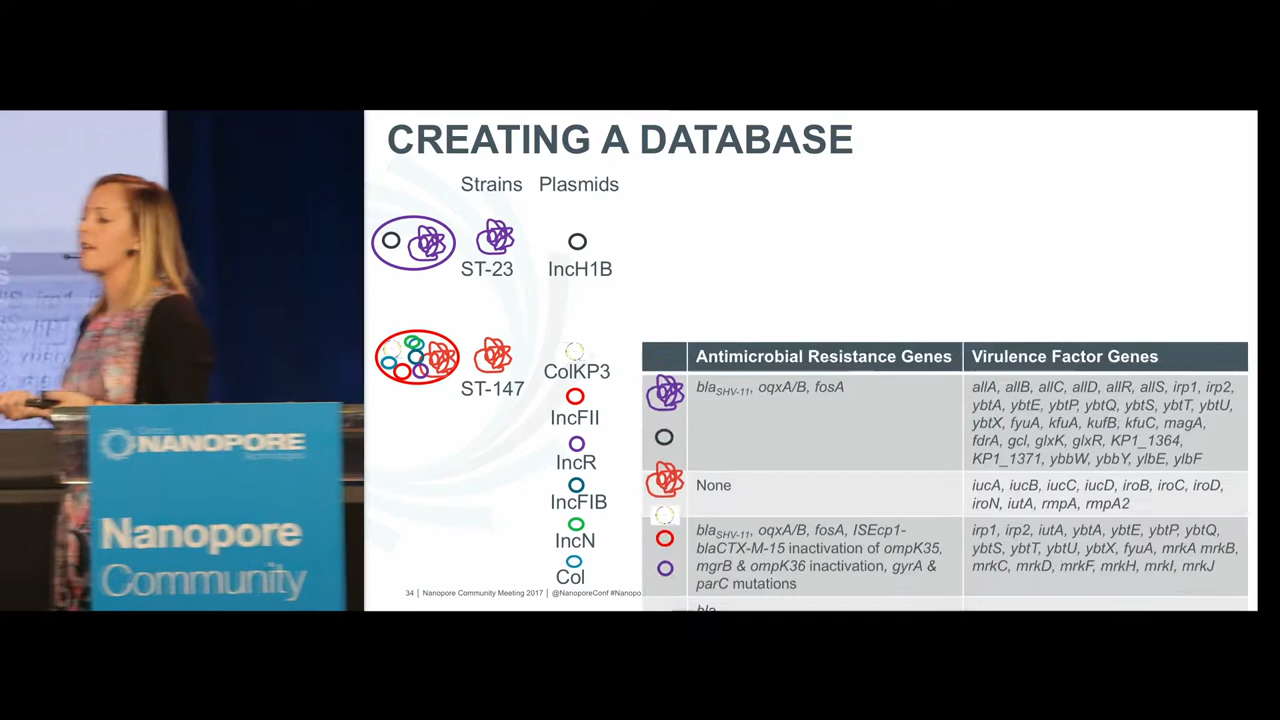 CREATING A DATABASE
Strains Plasmids
ST-23
IncH1B
ST-147
ColKP3
IncFII
IncR
IncFIB
IncN
Col
Antimicrobial Resistance Genes
Virulence Factor Genes
blaSHV-11, oqxA/B, fosA
allA, allB, allC, allD, allR, allS, irp1, irp2,
ybtA, ybtE, ybtP, ybtQ, ybtS, ybtT, ybtU,
ybtX, fyuA, kfuA, kufB, kfuC, magA,
fdrA, gcl, glxK, glxR, KP1_1364,
KP1_1371, ybbW, ybbY, ylbE, ylbF
None
iucA, iucB, iucC, iucD, iroB, iroC, iroD,
iroN, iutA, rmpA, rmpA2
blaSHV-11, oqxA/B, fosA, ISEcp1-
blaCTX-M-15 inactivation of ompK35,
mgrB & ompK36 inactivation, gyrA &
parC mutations
irp1, irp2, iutA, ybtA, ybtE, ybtP, ybtQ,
ybtS, ybtT, ybtU, ybtX, fyuA, mrkA mrkB,
mrkC, mrkD, mrkF, mrkH, mrkI, mrkJ
34 | Nanopore Community Meeting 2017 | @NanoporeConf #Nanopo
Oxford
NANOPORE
Technologies
Nanopore
Community